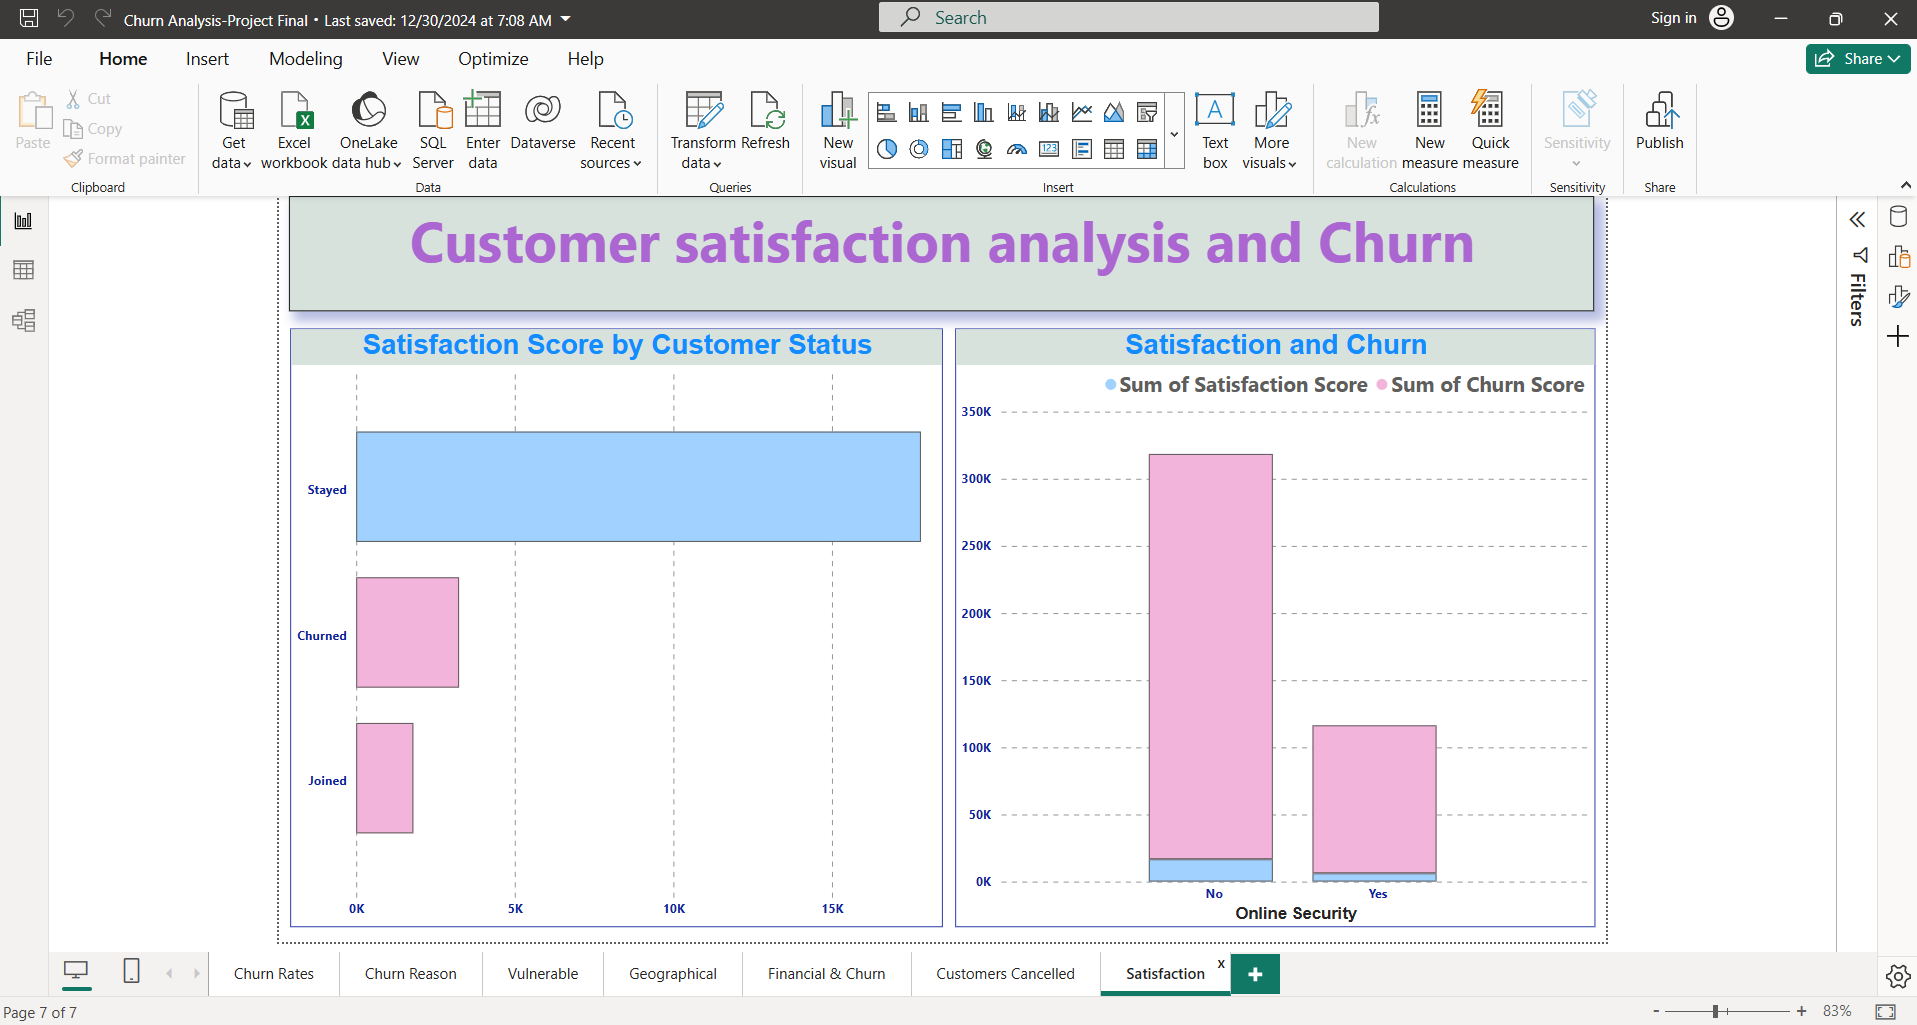 Churn Analysis-Project Final • Last saved: 12/30/2024 at 7:08 AM
Search
Sign in
File Home Insert Modeling View Optimize Help
Share
Paste
Cut
Copy
Format painter
Clipboard
Get data
Excel workbook
OneLake data hub
SQL Server
Enter data
Dataverse
Recent sources
Data
Transform data
Refresh
Queries
New visual
123
A
Text box
More visuals
Insert
New calculation
New measure
Quick measure
Calculations
Sensitivity
Sensitivity
Publish
Share
Customer satisfaction analysis and Churn
Filters
Satisfaction Score by Customer Status
Stayed
Churned
Joined
0K 5K 10K 15K
Satisfaction and Churn
Sum of Satisfaction Score Sum of Churn Score
350K
300K
250K
200K
150K
100K
50K
0K
No Yes
Online Security
Churn Rates Churn Reason Vulnerable Geographical Financial & Churn Customers Cancelled Satisfaction x +
Page 7 of 7
- + 83%